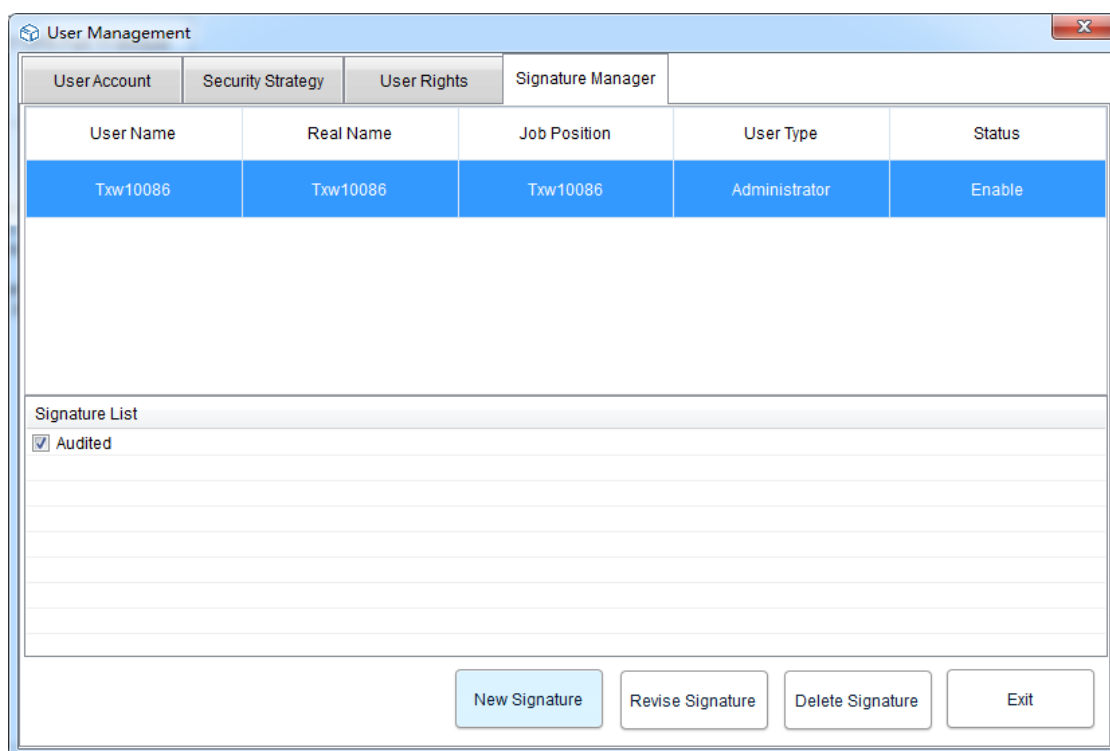 User Management
User Account Security Strategy User Rights Signature Manager
User Name Real Name Job Position User Type Status
Txw10086 Txw10086 Txw10086 Administrator Enable
Signature List
Audited
New Signature Revise Signature Delete Signature Exit